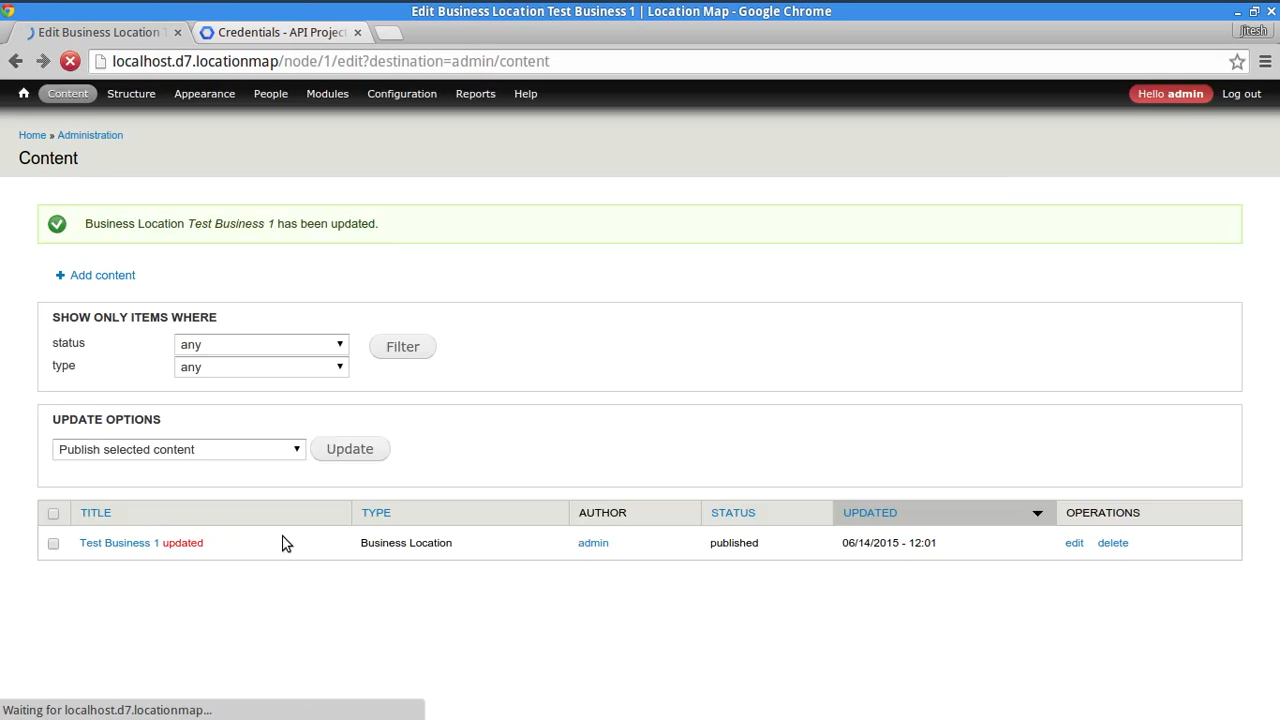 Edit Business Location Test Business 1 | Location Map - Google Chrome
Edit Business Location T
Credentials - API Project
jitesh
localhost.d7.locationmap/node/1/edit?destination=admin/content
Content Structure Appearance People Modules Configuration Reports Help Hello admin Log out
Home » Administration
Content
Business Location Test Business 1 has been updated.
Add content
SHOW ONLY ITEMS WHERE
status any
Filter
type any
UPDATE OPTIONS
Publish selected content Update
TITLE TYPE AUTHOR STATUS UPDATED OPERATIONS
Test Business 1 updated Business Location admin published 06/14/2015 - 12:01 edit delete
Waiting for localhost.d7.locationmap...